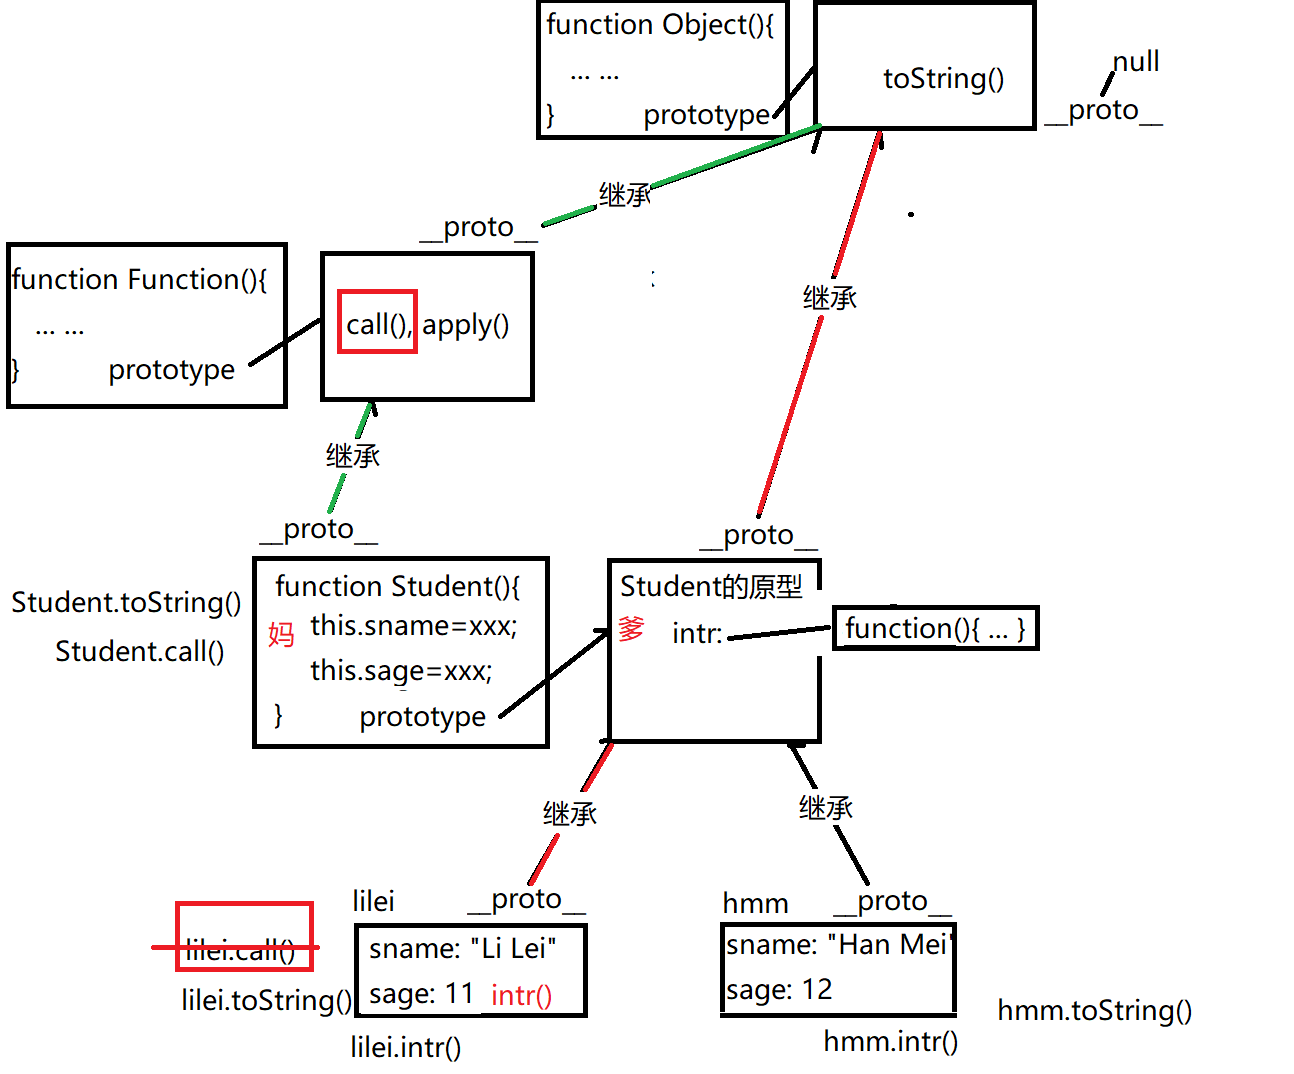 function Object(){
... ...
}
prototype
toString()
null
__proto__
继承
__proto__
function Function(){
... ...
}
prototype
call(), apply()
继承
继承
__proto__
__proto__
Student.toString()
Student.call()
function Student(){
妈
this.sname=xxx;
this.sage=xxx;
}
prototype
Student的原型
爹
intr:
function(){ ... }
继承
继承
lilei
__proto__
hmm
__proto__
lilei.call()
lilei.toString()
sname: "Li Lei"
sage: 11
intr()
lilei.intr()
sname: "Han Mei"
sage: 12
hmm.toString()
hmm.intr()